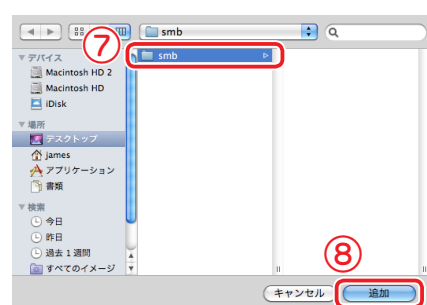 smb
⑦
smb
デバイス
Macintosh HD 2
Macintosh HD
iDisk
場所
デスクトップ
james
アプリケーション
書類
検索
今日
昨日
過去 1 週間
すべてのイメージ
⑧
キャンセル
追加